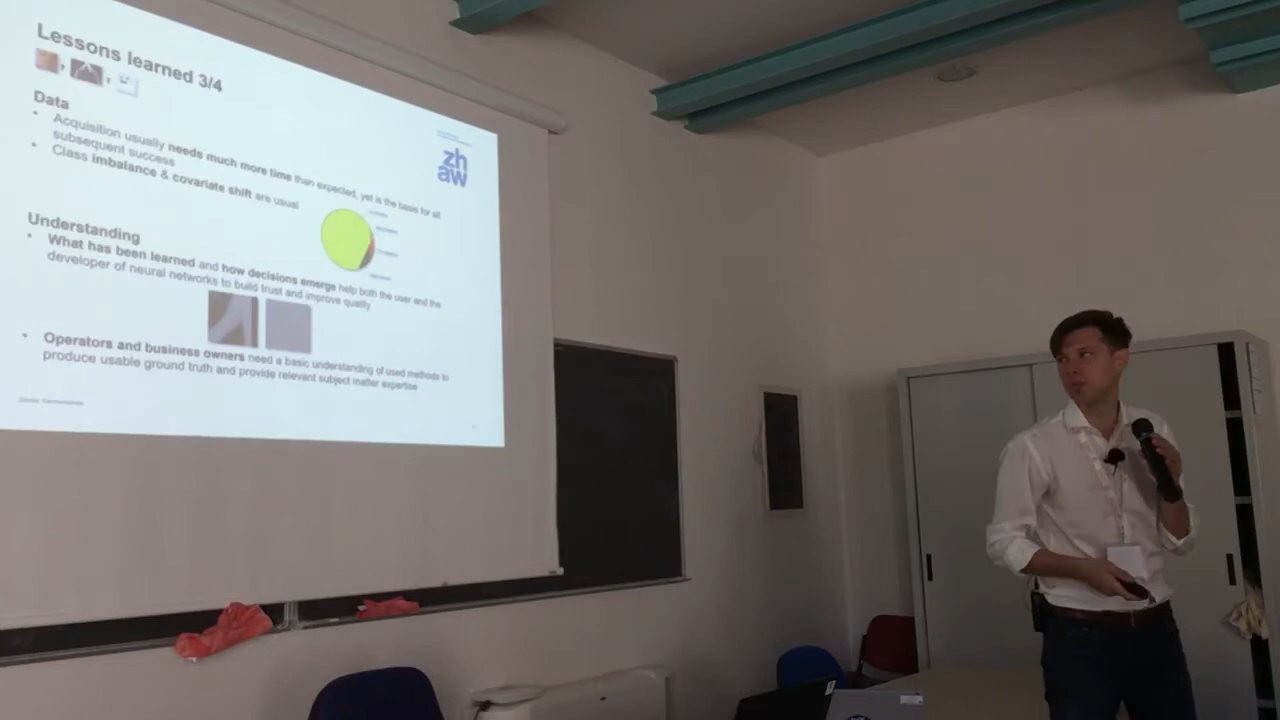 Lessons learned 3/4
Data
• Acquisition usually needs much more time than expected, yet is the basis for all
subsequent success
• Class imbalance & covariate shift are usual
zh
aw
Understanding
• What has been learned and how decisions emerge help both the user and the
developer of neural networks to build trust and improve quality
• Operators and business owners need a basic understanding of used methods to
produce usable ground truth and provide relevant subject matter expertise